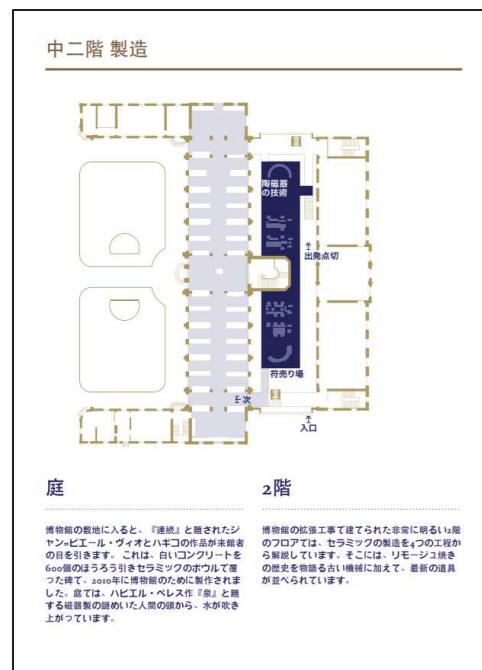 中二階 製造
陶磁器
の技術
出発点切
符売り場
次
入口
庭
博物館の敷地に入ると、『連続』と題されたジ
ャン=ピエール・ヴィオとハギコの作品が来館者
の目を引きます。 これは、白いコンクリートを
600個のほうろう引きセラミックのボウルで覆
つた碑で、2010年に博物館のために製作されま
した。庭では、ハビエル・ペレス作『泉』と題
する磁器製の謎めいた人間の頭から、水が吹き
上がつています。
2階
博物館の拡張工事で建てられた非常に明るい2階
のフロアでは、セラミックの製造を4つの工程か
ら解説しています。そこには、リモージュ焼き
の歴史を物語る古い機械に加えて、最新の道具
が並べられています。